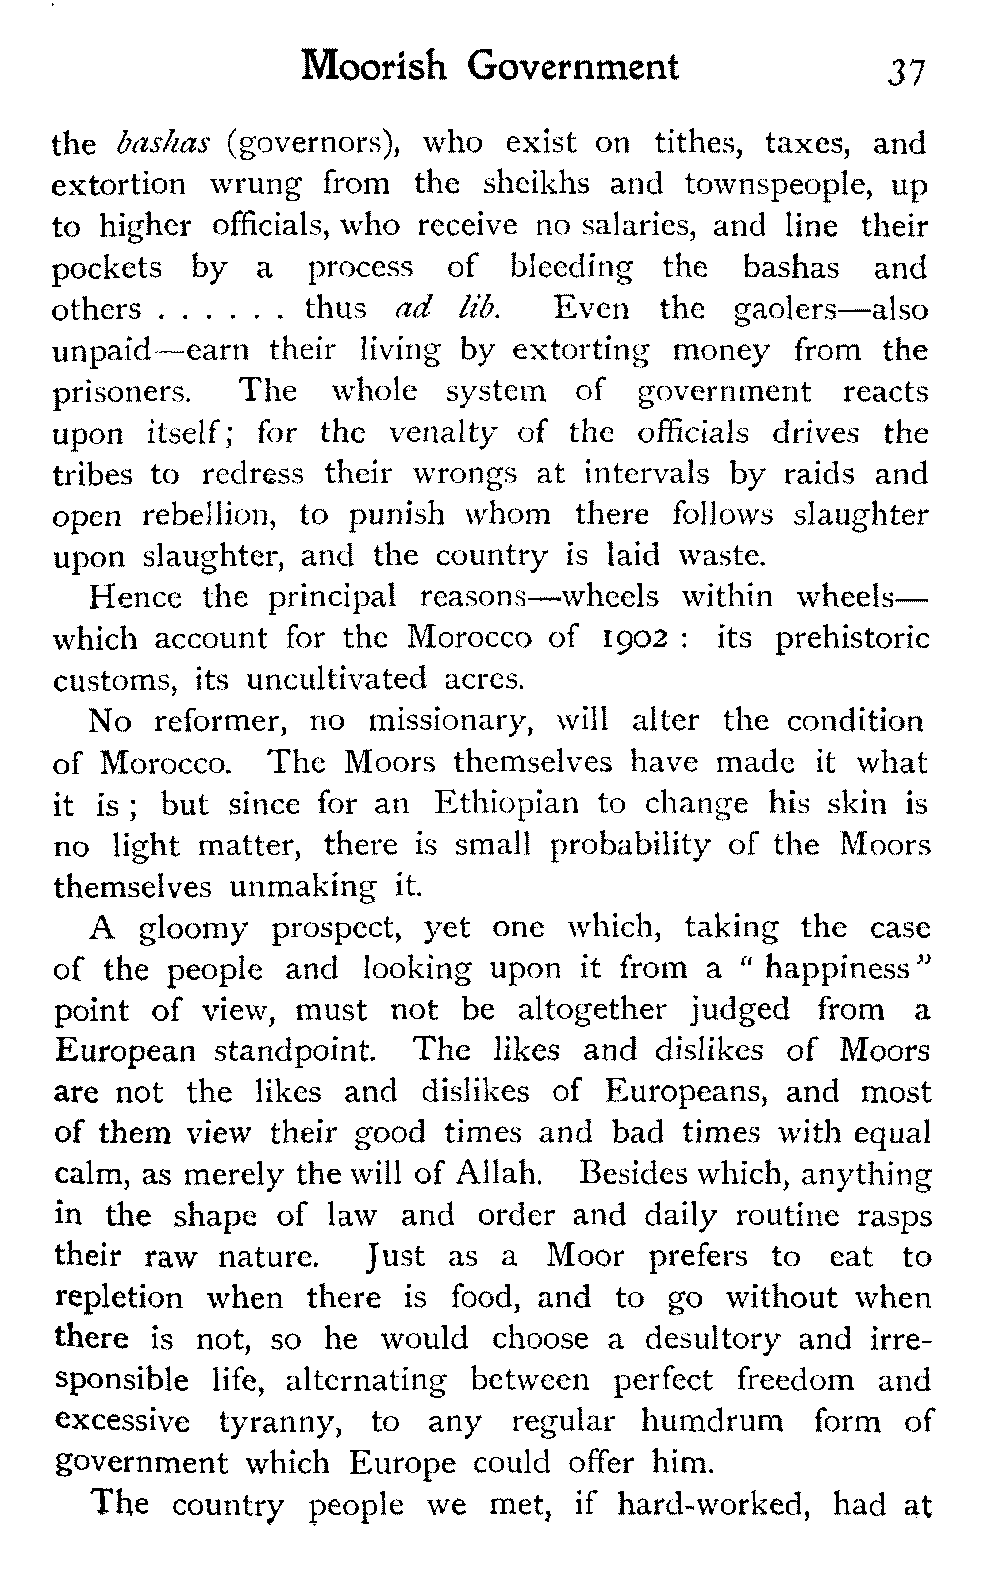 Moorish Government 37
the bashas (governors), who exist on tithes, taxes, and
extortion wrung from the sheikhs and townspeople, up
to higher officials, who receive no salaries, and line their
pockets by a process of bleeding the bashas and
others . . . . . . thus ad lib. Even the gaolers—also
unpaid—earn their living by extorting money from the
prisoners. The whole system of government reacts
upon itself; for the venalty of the officials drives the
tribes to redress their wrongs at intervals by raids and
open rebellion, to punish whom there follows slaughter
upon slaughter, and the country is laid waste.
Hence the principal reasons—wheels within wheels—
which account for the Morocco of 1902 : its prehistoric
customs, its uncultivated acres.
No reformer, no missionary, will alter the condition
of Morocco. The Moors themselves have made it what
it is ; but since for an Ethiopian to change his skin is
no light matter, there is small probability of the Moors
themselves unmaking it.
A gloomy prospect, yet one which, taking the case
of the people and looking upon it from a " happiness "
point of view, must not be altogether judged from a
European standpoint. The likes and dislikes of Moors
are not the likes and dislikes of Europeans, and most
of them view their good times and bad times with equal
calm, as merely the will of Allah. Besides which, anything
in the shape of law and order and daily routine rasps
their raw nature. Just as a Moor prefers to eat to
repletion when there is food, and to go without when
there is not, so he would choose a desultory and irre-
sponsible life, alternating between perfect freedom and
excessive tyranny, to any regular humdrum form of
government which Europe could offer him.
The country people we met, if hard-worked, had at